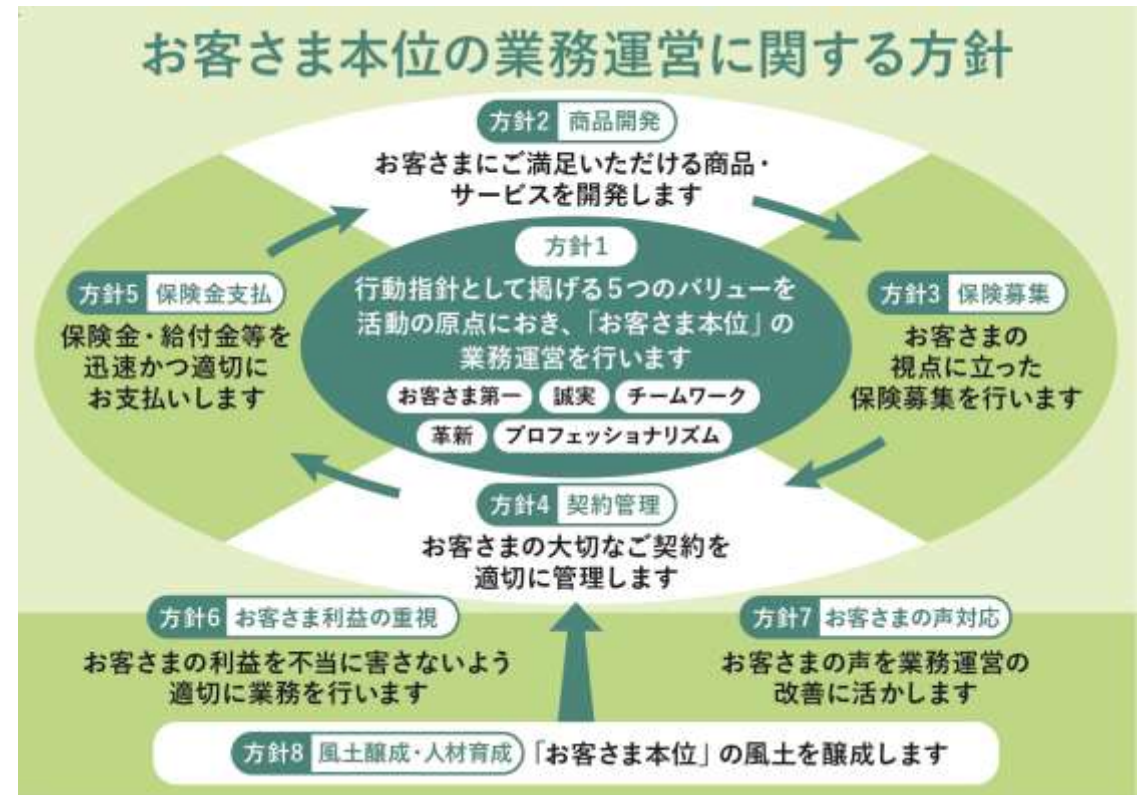 お客さま本位の業務運営に関する方針
方針2 商品開発
お客さまにご満足いただける商品・
サービスを開発します
方針1
行動指針として掲げる5つのバリューを
活動の原点におき、「お客さま本位」の
業務運営を行います
お客さま第一 誠実 チームワーク
革新 プロフェッショナリズム
方針3 保険募集
お客さまの
視点に立った
保険募集を行います
方針4 契約管理
お客さまの大切なご契約を
適切に管理します
方針5 保険金支払
保険金・給付金等を
迅速かつ適切に
お支払いします
方針6 お客さま利益の重視
お客さまの利益を不当に害さないよう
適切に業務を行います
方針7 お客さまの声対応
お客さまの声を業務運営の
改善に活かします
方針8 風土醸成・人材育成 「お客さま本位」の風土を醸成します